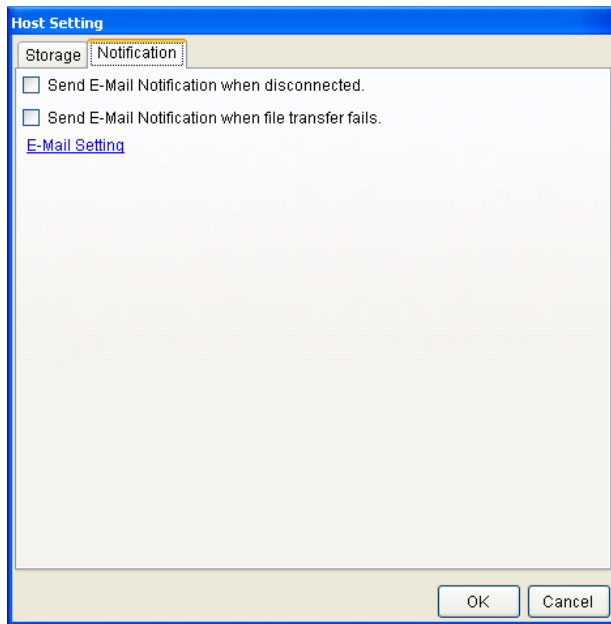 Host Setting
Storage Notification
Send E-Mail Notification when disconnected.
Send E-Mail Notification when file transfer fails.
E-Mail Setting
OK Cancel